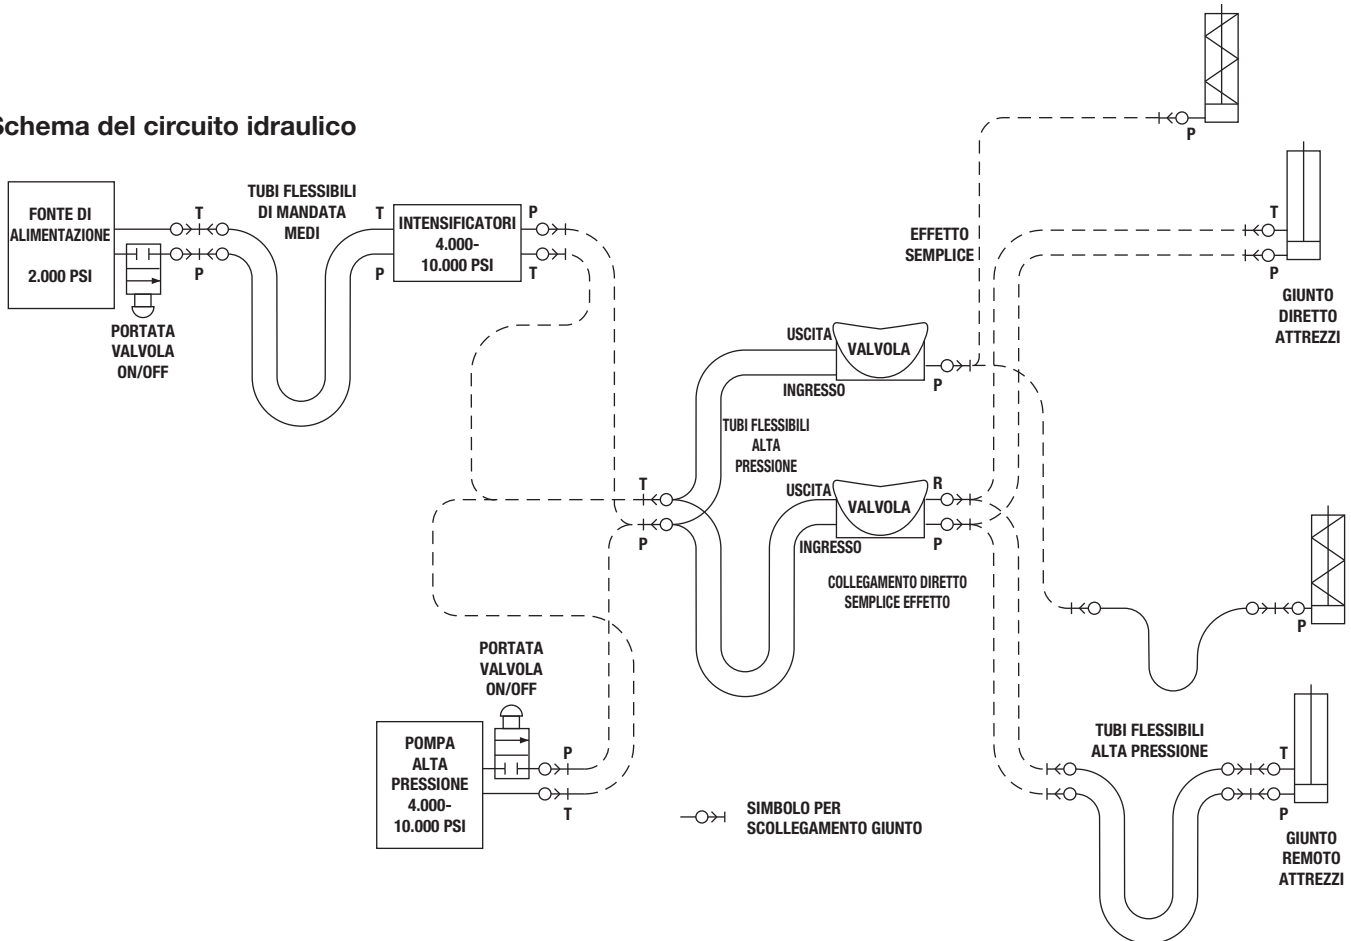 Schema del circuito idraulico
FONTE DI
ALIMENTAZIONE
2.000 PSI
T
P
PORTATA
VALVOLA
ON/OFF
TUBI FLESSIBILI
DI MANDATA
MEDI
T
P
INTENSIFICATORI
4.000-
10.000 PSI
P
T
EFFETTO
SEMPLICE
P
T
P
GIUNTO
DIRETTO
ATTREZZI
USCITA
VALVOLA
INGRESSO
P
TUBI FLESSIBILI
ALTA
PRESSIONE
T
P
USCITA
VALVOLA
INGRESSO
R
P
COLLEGAMENTO DIRETTO
SEMPLICE EFFETTO
P
PORTATA
VALVOLA
ON/OFF
POMPA
ALTA
PRESSIONE
4.000-
10.000 PSI
P
T
SIMBOLO PER
SCOLLEGAMENTO GIUNTO
TUBI FLESSIBILI
ALTA PRESSIONE
T
P
GIUNTO
REMOTO
ATTREZZI